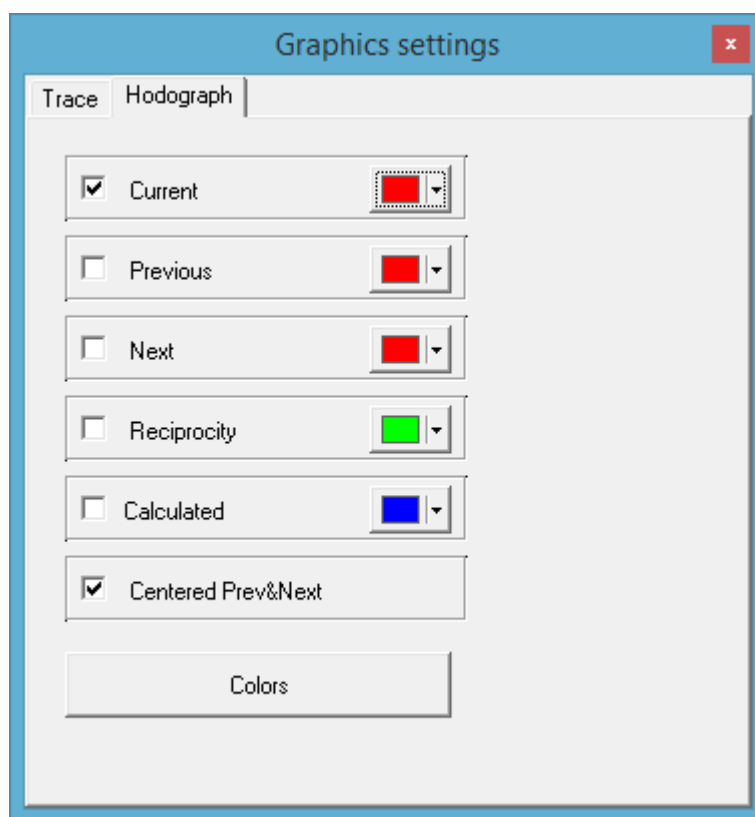 Graphics settings
x
Trace Hodograph
Current
Previous
Next
Reciprocity
Calculated
Centered Prev&Next
Colors